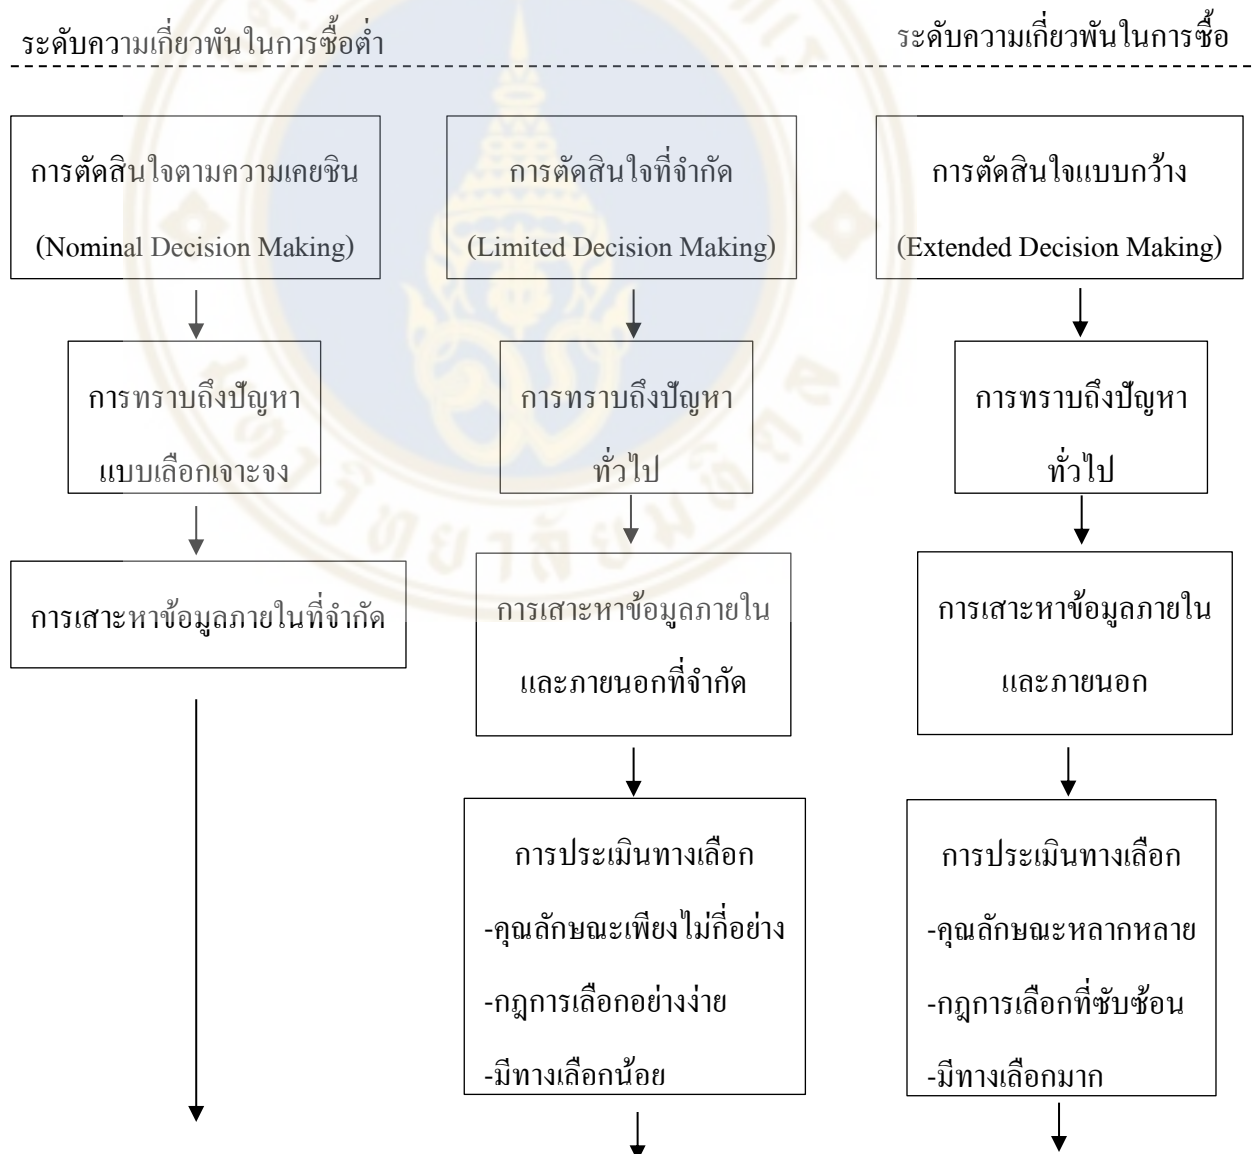 ระดับความเกี่ยวพันในการซื้อต่ำ
ระดับความเกี่ยวพันในการซื้อ
การตัดสินใจตามความเคยชิน
(Nominal Decision Making)
การตัดสินใจที่จำกัด
(Limited Decision Making)
การตัดสินใจแบบกว้าง
(Extended Decision Making)
การทราบถึงปัญหา
แบบเลือกเจาะจง
การทราบถึงปัญหา
ทั่วไป
การทราบถึงปัญหา
ทั่วไป
การเสาะหาข้อมูลภายในที่จำกัด
การเสาะหาข้อมูลภายใน
และภายนอกที่จำกัด
การเสาะหาข้อมูลภายใน
และภายนอก
การประเมินทางเลือก
-คุณลักษณะเพียงไม่กี่อย่าง
-กฎการเลือกอย่างง่าย
-มีทางเลือกน้อย
การประเมินทางเลือก
-คุณลักษณะหลากหลาย
-กฎการเลือกที่ซับซ้อน
-มีทางเลือกมาก